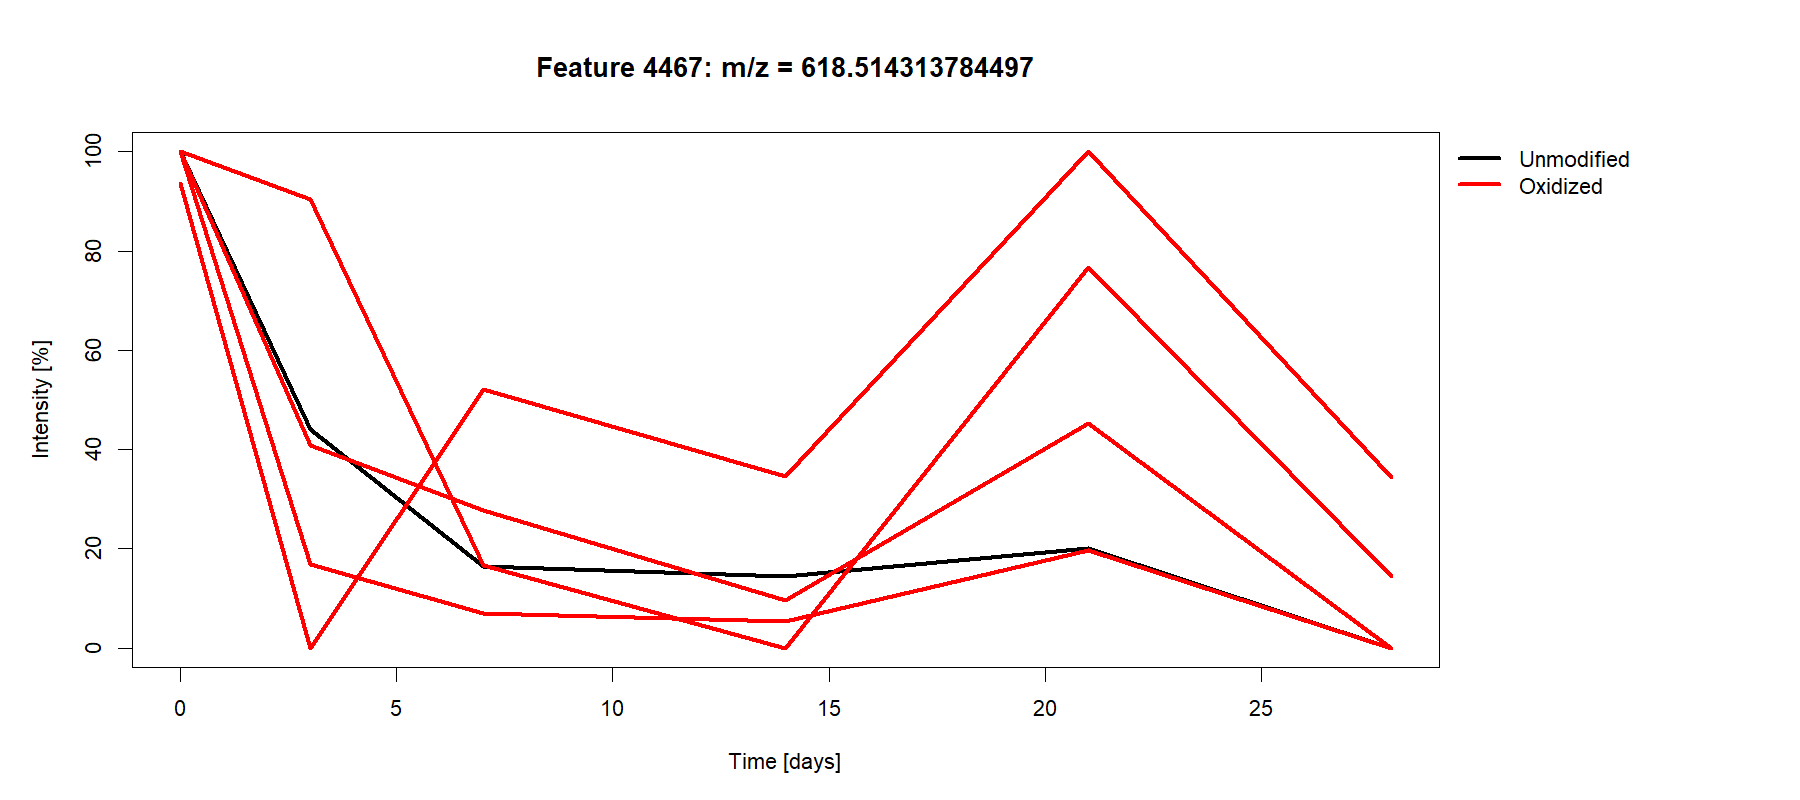 Feature 4467: m/z = 618.514313784497
Unmodified
Oxidized
Intensity [%]
100
80
60
40
20
0
0 5 10 15 20 25
Time [days]